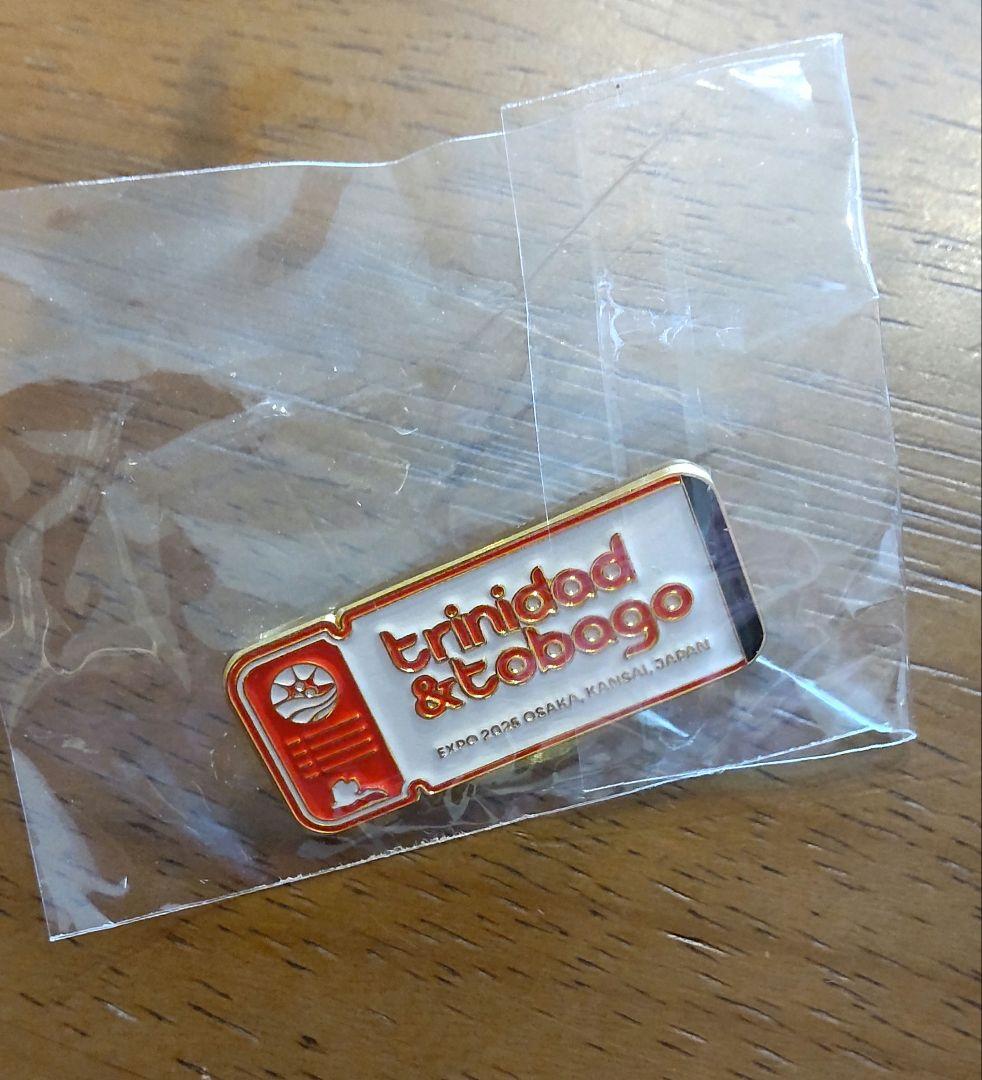 trinidad
&tobago
EXPO 2025 OSAKA, KANSAI, JAPAN